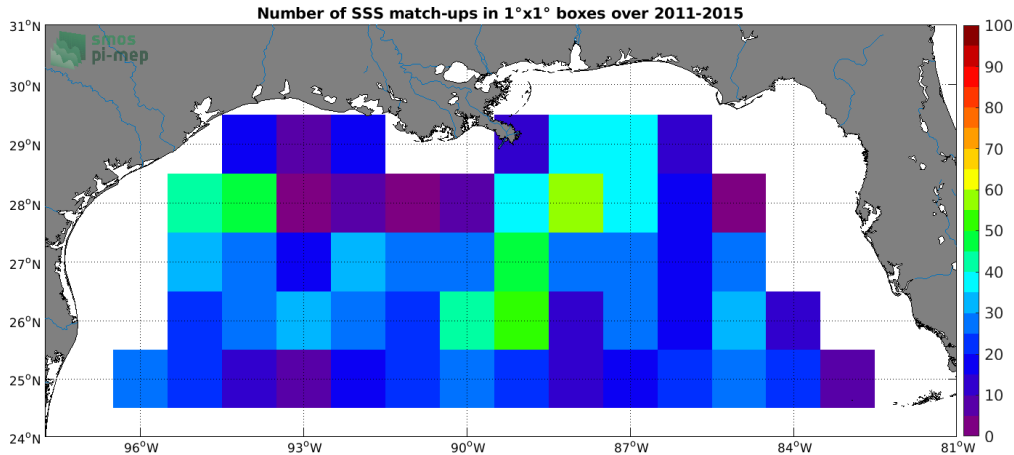 Number of SSS match-ups in 1°x1° boxes over 2011-2015
smos
pi-mep
31°N
30°N
29°N
28°N
27°N
26°N
25°N
24°N
96°W
93°W
90°W
87°W
84°W
81°W
100
90
80
70
60
50
40
30
20
10
0